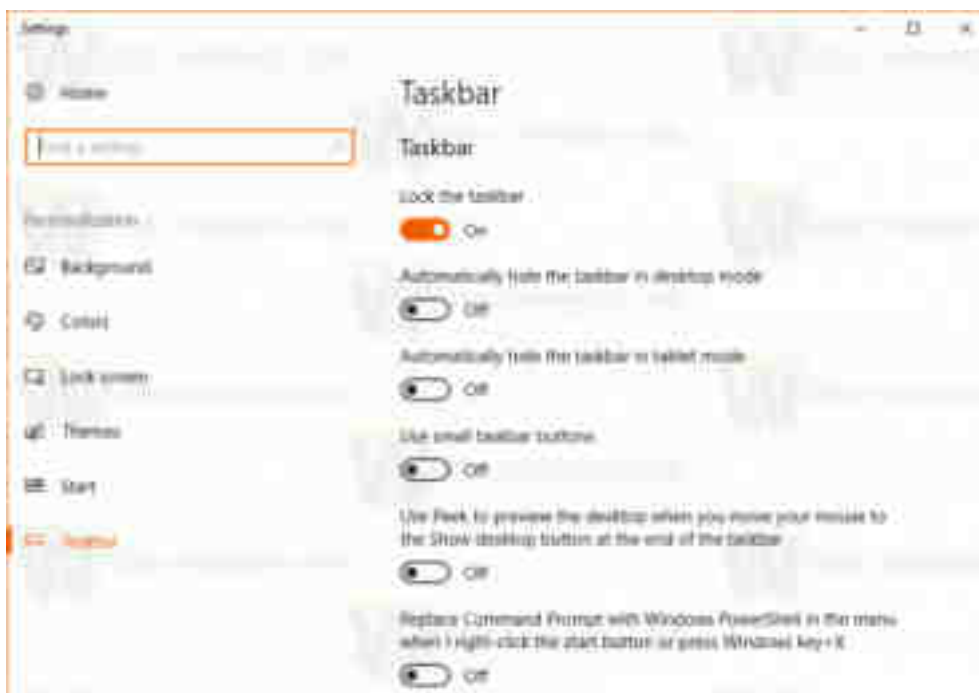 Settings
Home
Find a setting
Personalization
Background
Colors
Lock screen
Themes
Start
Taskbar
Taskbar
Taskbar
Lock the taskbar
On
Automatically hide the taskbar in desktop mode
Off
Automatically hide the taskbar in tablet mode
Off
Use small taskbar buttons
Off
Use Peek to preview the desktop when you move your mouse to
the Show desktop button at the end of the taskbar
Off
Replace Command Prompt with Windows PowerShell in the menu
when I right-click the start button or press Windows key+X
Off